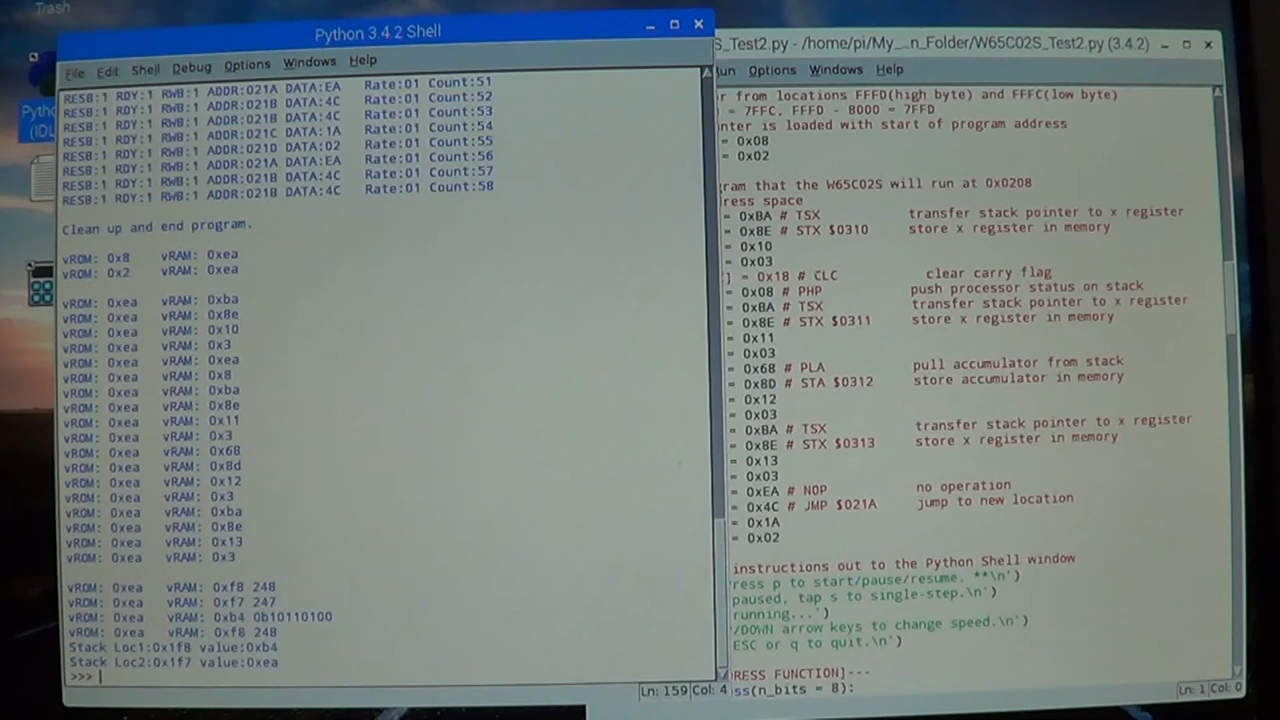 Trash
Python 3.4.2 Shell
File Edit Shell Debug Options Windows Help
RESB:1 RDY:1 RWB:1 ADDR:021A DATA:EA Rate:01 Count:51
RESB:1 RDY:1 RWB:1 ADDR:021B DATA:4C Rate:01 Count:52
RESB:1 RDY:1 RWB:1 ADDR:021B DATA:4C Rate:01 Count:53
RESB:1 RDY:1 RWB:1 ADDR:021C DATA:1A Rate:01 Count:54
RESB:1 RDY:1 RWB:1 ADDR:021D DATA:02 Rate:01 Count:55
RESB:1 RDY:1 RWB:1 ADDR:021A DATA:EA Rate:01 Count:56
RESB:1 RDY:1 RWB:1 ADDR:021B DATA:4C Rate:01 Count:57
RESB:1 RDY:1 RWB:1 ADDR:021B DATA:4C Rate:01 Count:58
Clean up and end program.
vROM: 0x8 vRAM: 0xea
vROM: 0x2 vRAM: 0xea
vROM: 0xea vRAM: 0xba
vROM: 0xea vRAM: 0x8e
vROM: 0xea vRAM: 0x10
vROM: 0xea vRAM: 0x3
vROM: 0xea vRAM: 0xea
vROM: 0xea vRAM: 0x8
vROM: 0xea vRAM: 0xba
vROM: 0xea vRAM: 0x8e
vROM: 0xea vRAM: 0x11
vROM: 0xea vRAM: 0x3
vROM: 0xea vRAM: 0x68
vROM: 0xea vRAM: 0x8d
vROM: 0xea vRAM: 0x12
vROM: 0xea vRAM: 0x3
vROM: 0xea vRAM: 0xba
vROM: 0xea vRAM: 0x8e
vROM: 0xea vRAM: 0x13
vROM: 0xea vRAM: 0x3
vROM: 0xea vRAM: 0xf8 248
vROM: 0xea vRAM: 0xf7 247
vROM: 0xea vRAM: 0xb4 0b10110100
vROM: 0xea vRAM: 0xf8 248
Stack Loc1:0x1f8 value:0xb4
Stack Loc2:0x1f7 value:0xea
>>>
Ln: 159 Col: 4
S_Test2.py - /home/pi/My__n_Folder/W65C02S_Test2.py (3.4.2)
un Options Windows Help
r from locations FFFD(high byte) and FFFC(low byte)
= 7FFC, FFFD - 8000 = 7FFD
nter is loaded with start of program address
= 0x08
= 0x02
ram that the W65C02S will run at 0x0208
ress space
= 0xBA # TSX transfer stack pointer to x register
= 0x8E # STX $0310 store x register in memory
= 0x10
= 0x03
] = 0x18 # CLC clear carry flag
= 0x08 # PHP push processor status on stack
= 0xBA # TSX transfer stack pointer to x register
= 0x8E # STX $0311 store x register in memory
= 0x11
= 0x03
= 0x68 # PLA pull accumulator from stack
= 0x8D # STA $0312 store accumulator in memory
= 0x12
= 0x03
= 0xBA # TSX transfer stack pointer to x register
= 0x8E # STX $0313 store x register in memory
= 0x13
= 0x03
= 0xEA # NOP no operation
= 0x4C # JMP $021A jump to new location
= 0x1A
= 0x02
instructions out to the Python Shell window
ress p to start/pause/resume. **\n')
paused, tap s to single-step.\n')
running...')
/DOWN arrow keys to change speed.\n')
ESC or q to quit.\n')
RESS FUNCTION]---
ss(n_bits = 8):
Ln: 1 Col: 0
Pytho
(IDL